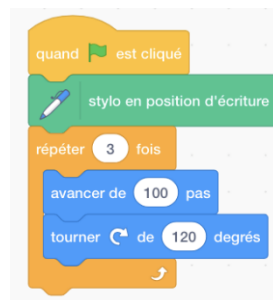 quand est cliqué
stylo en position d'écriture
répéter 3 fois
avancer de 100 pas
tourner de 120 degrés